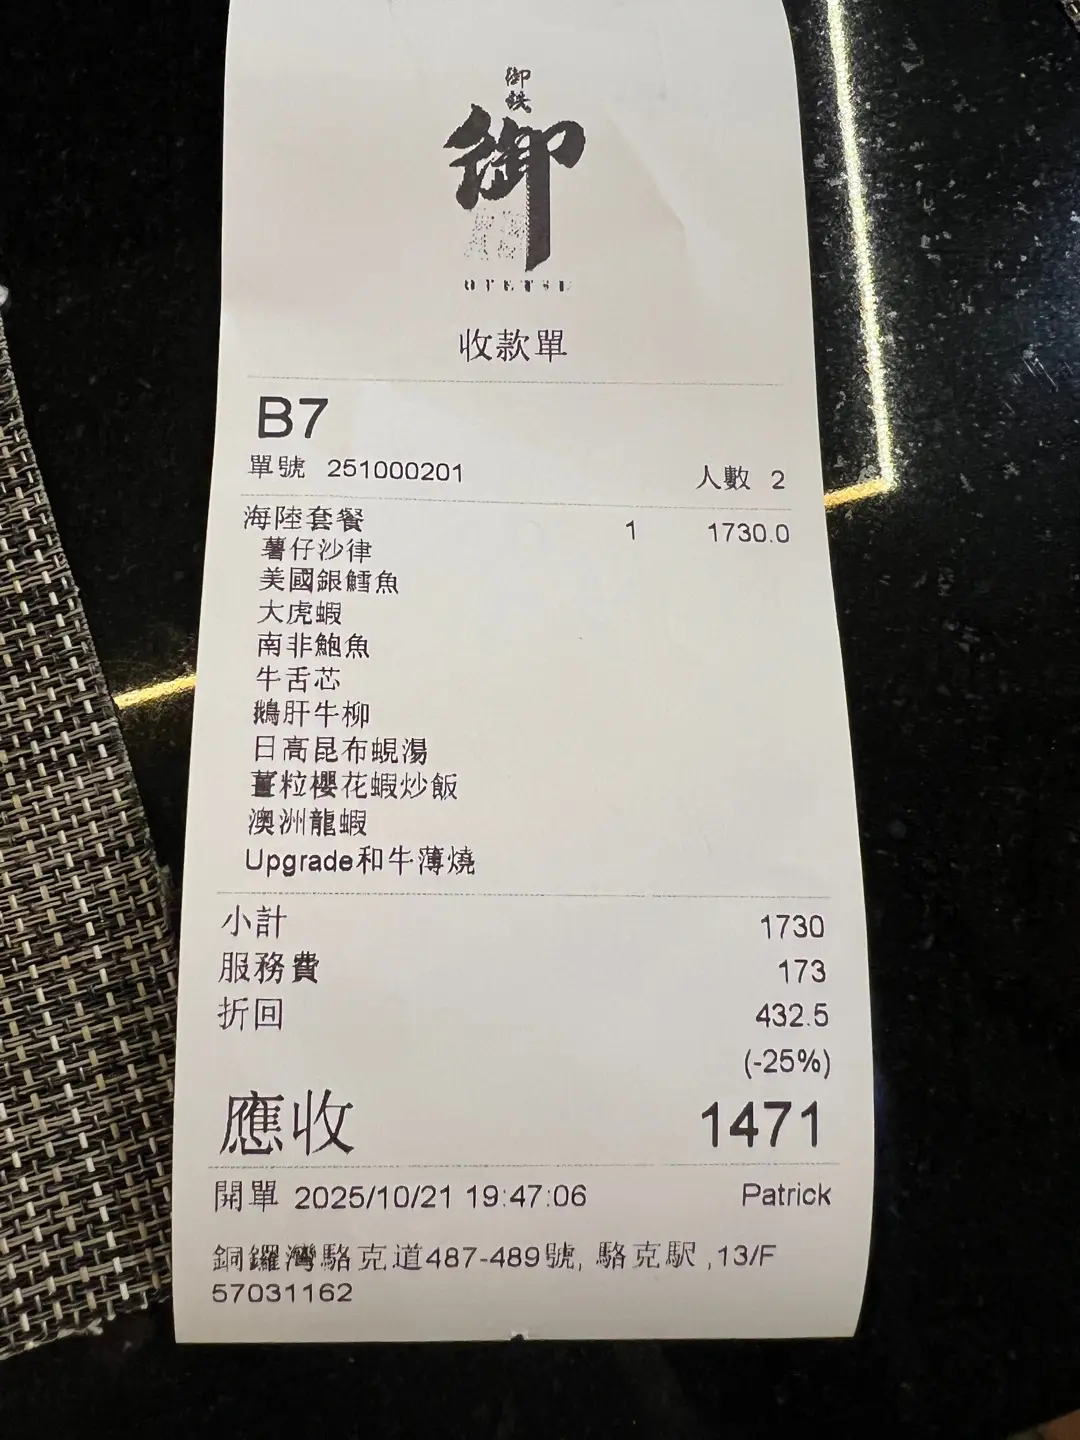 御
鉄
御
OTETSU
收款單
B7
單號 251000201 人數 2
海陸套餐 1 1730.0
薯仔沙律
美國銀鱈魚
大虎蝦
南非鮑魚
牛舌芯
鵝肝牛柳
日高昆布蜆湯
薑粒櫻花蝦炒飯
澳洲龍蝦
Upgrade和牛薄燒
小計 1730
服務費 173
折回 432.5
(-25%)
應收 1471
開單 2025/10/21 19:47:06 Patrick
銅鑼灣駱克道487-489號, 駱克駅 ,13/F
57031162